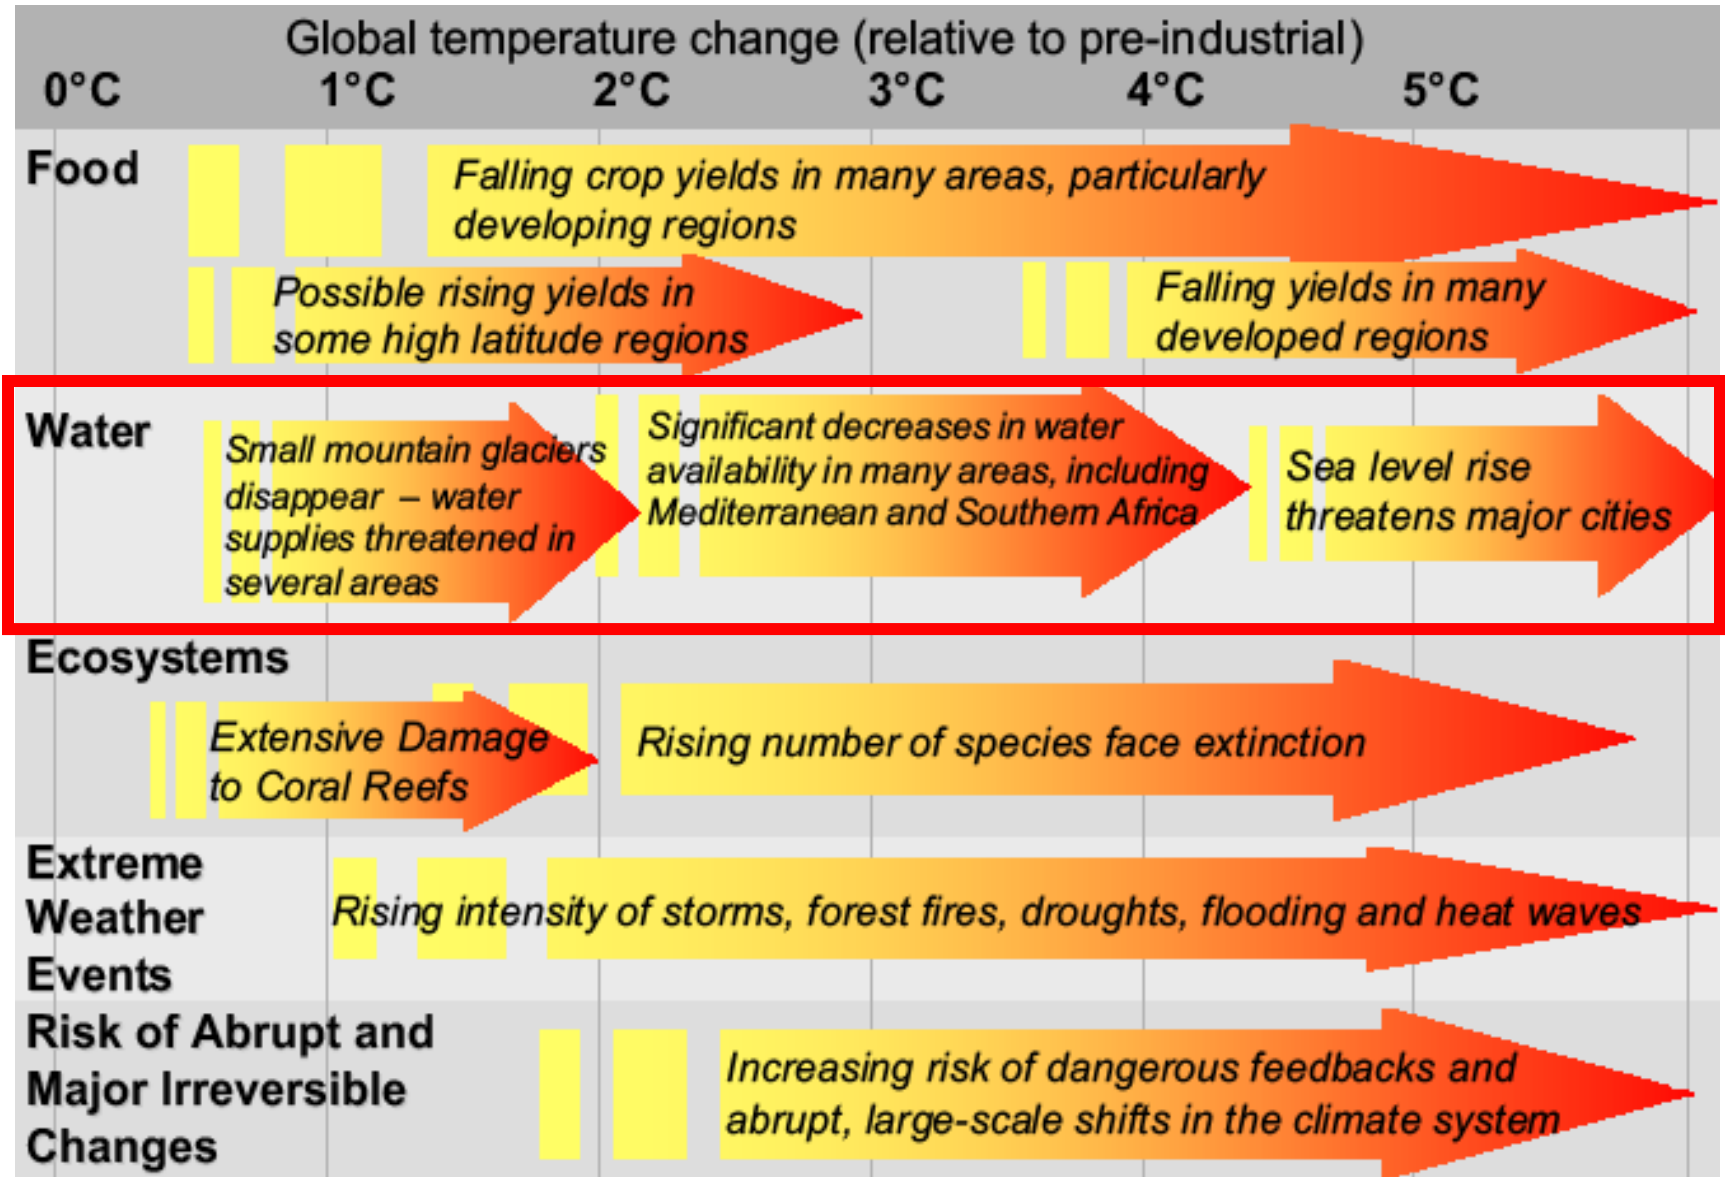 Global temperature change (relative to pre-industrial)
0°C 1°C 2°C 3°C 4°C 5°C
Food
Falling crop yields in many areas, particularly
developing regions
Possible rising yields in
some high latitude regions
Falling yields in many
developed regions
Water
Small mountain glaciers
disappear – water
supplies threatened in
several areas
Significant decreases in water
availability in many areas, including
Mediterranean and Southern Africa
Sea level rise
threatens major cities
Ecosystems
Extensive Damage
to Coral Reefs
Rising number of species face extinction
Extreme
Weather
Events
Rising intensity of storms, forest fires, droughts, flooding and heat waves
Risk of Abrupt and
Major Irreversible
Changes
Increasing risk of dangerous feedbacks and
abrupt, large-scale shifts in the climate system